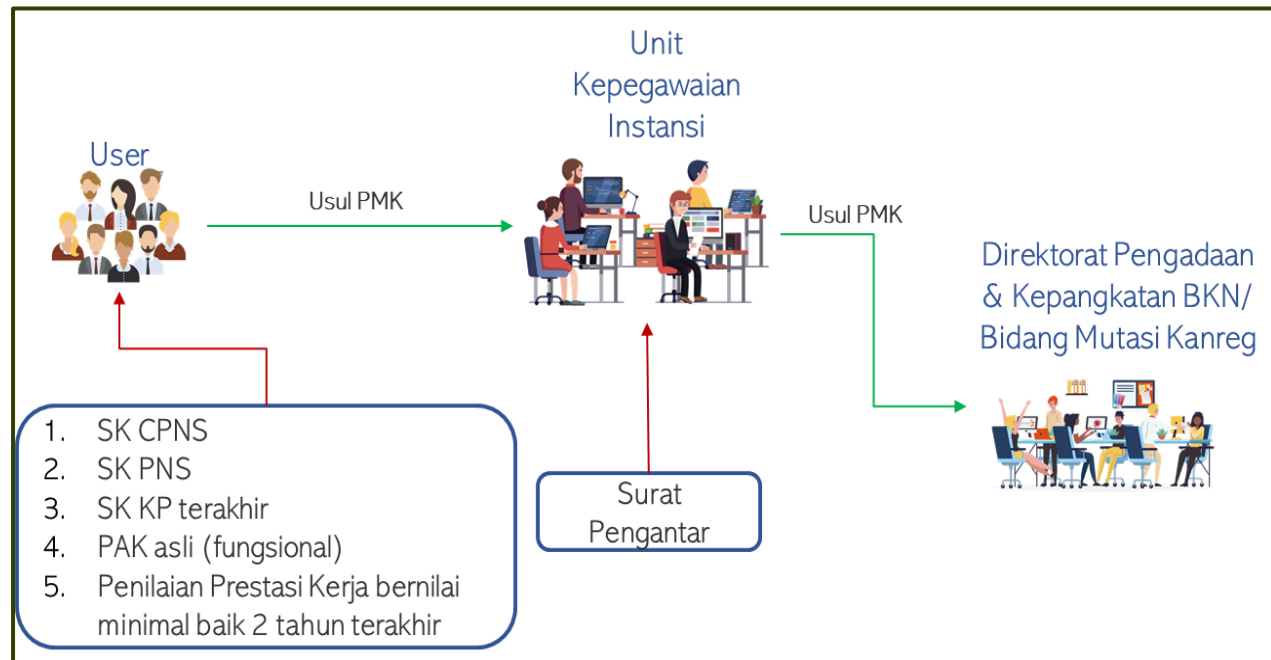 Unit
Kepegawaian
Instansi
User
Usul PMK
Usul PMK
Direktorat Pengadaan
& Kepangkatan BKN/
Bidang Mutasi Kanreg
1. SK CPNS
2. SK PNS
3. SK KP terakhir
4. PAK asli (fungsional)
5. Penilaian Prestasi Kerja bernilai
minimal baik 2 tahun terakhir
Surat
Pengantar